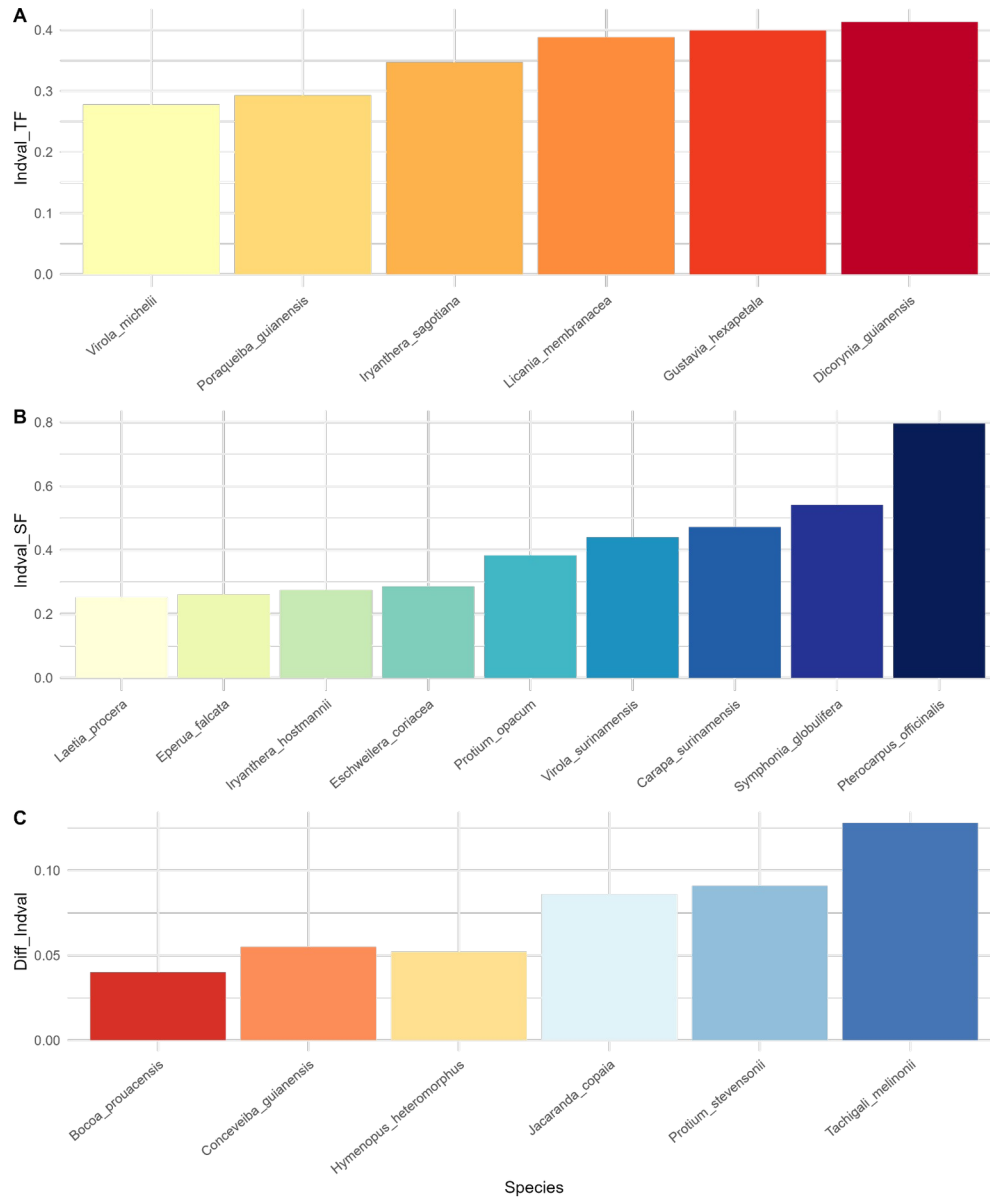 A
Indval_TF
0.4
0.3
0.2
0.1
0.0
Virola_michelii
Poraqueiba_guianensis
Iryanthera_sagotiana
Licania_membranacea
Gustavia_hexapetala
Dicorynia_guianensis
B
Indval_SF
0.8
0.6
0.4
0.2
0.0
Laetia_procera
Eperua_falcata
Iryanthera_hostmannii
Eschweilera_coriacea
Protium_opacum
Virola_surinamensis
Carapa_surinamensis
Symphonia_globulifera
Pterocarpus_officinalis
C
Diff_Indval
0.10
0.05
0.00
Bocoa_prouacensis
Conceveiba_guianensis
Hymenopus_heteromorphus
Jacaranda_copaia
Protium_stevensonii
Tachigali_melinonii
Species